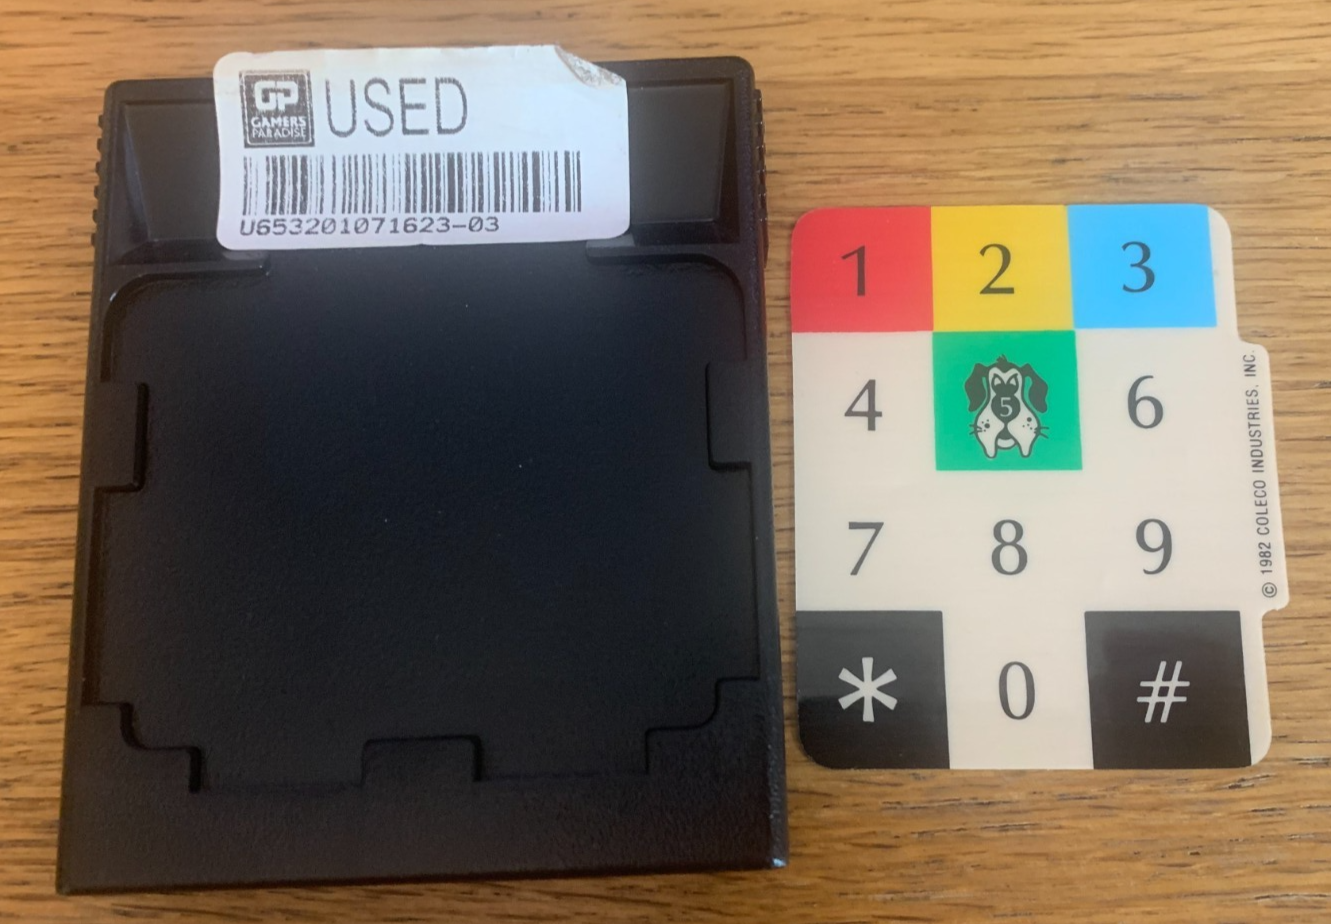 GP
GAMERS
PARADISE
USED
U653201071623-03
1 2 3
4 5 6
7 8 9
* 0 #
© 1982 COLECO INDUSTRIES, INC.